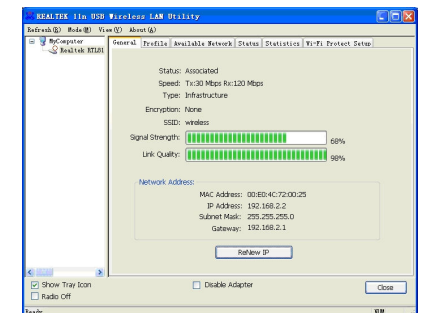 REALTEK 11n USB Wireless LAN Utility
Refresh(R) Mode(M) View(V) About(A)
MyComputer
Realtek RTL81
General Profile Available Network Status Statistics Wi-Fi Protect Setup
Status: Associated
Speed: Tx:30 Mbps Rx:120 Mbps
Type: Infrastructure
Encryption: None
SSID: wireless
Signal Strength: 68%
Link Quality: 98%
Network Address:
MAC Address: 00:E0:4C:72:00:25
IP Address: 192.168.2.2
Subnet Mask: 255.255.255.0
Gateway: 192.168.2.1
ReNew IP
Show Tray Icon
Radio Off
Disable Adapter
Close
Ready NUM